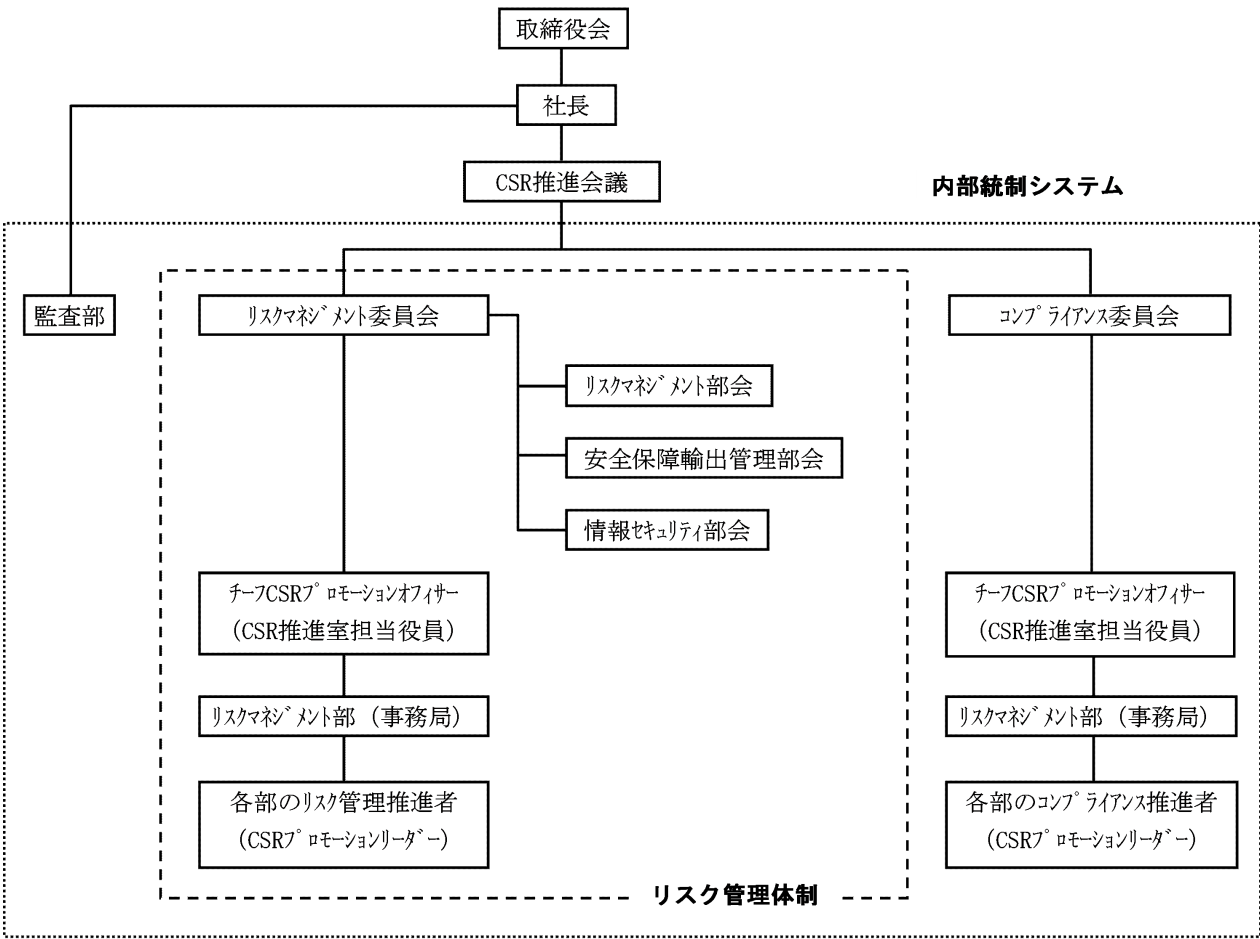 取締役会
社長
CSR推進会議
内部統制システム
監査部
ﾘｽｸﾏﾈｼﾞﾒﾝﾄ委員会
ｺﾝﾌﾟﾗｲｱﾝｽ委員会
ﾘｽｸﾏﾈｼﾞﾒﾝﾄ部会
安全保障輸出管理部会
情報ｾｷｭﾘﾃｨ部会
ﾁｰﾌCSRﾌﾟﾛﾓｰｼｮﾝｵﾌｨｻｰ
（CSR推進室担当役員）
ﾁｰﾌCSRﾌﾟﾛﾓｰｼｮﾝｵﾌｨｻｰ
（CSR推進室担当役員）
ﾘｽｸﾏﾈｼﾞﾒﾝﾄ部（事務局）
ﾘｽｸﾏﾈｼﾞﾒﾝﾄ部（事務局）
各部のﾘｽｸ管理推進者
（CSRﾌﾟﾛﾓｰｼｮﾝﾘｰﾀﾞｰ）
各部のｺﾝﾌﾟﾗｲｱﾝｽ推進者
（CSRﾌﾟﾛﾓｰｼｮﾝﾘｰﾀﾞｰ）
リスク管理体制